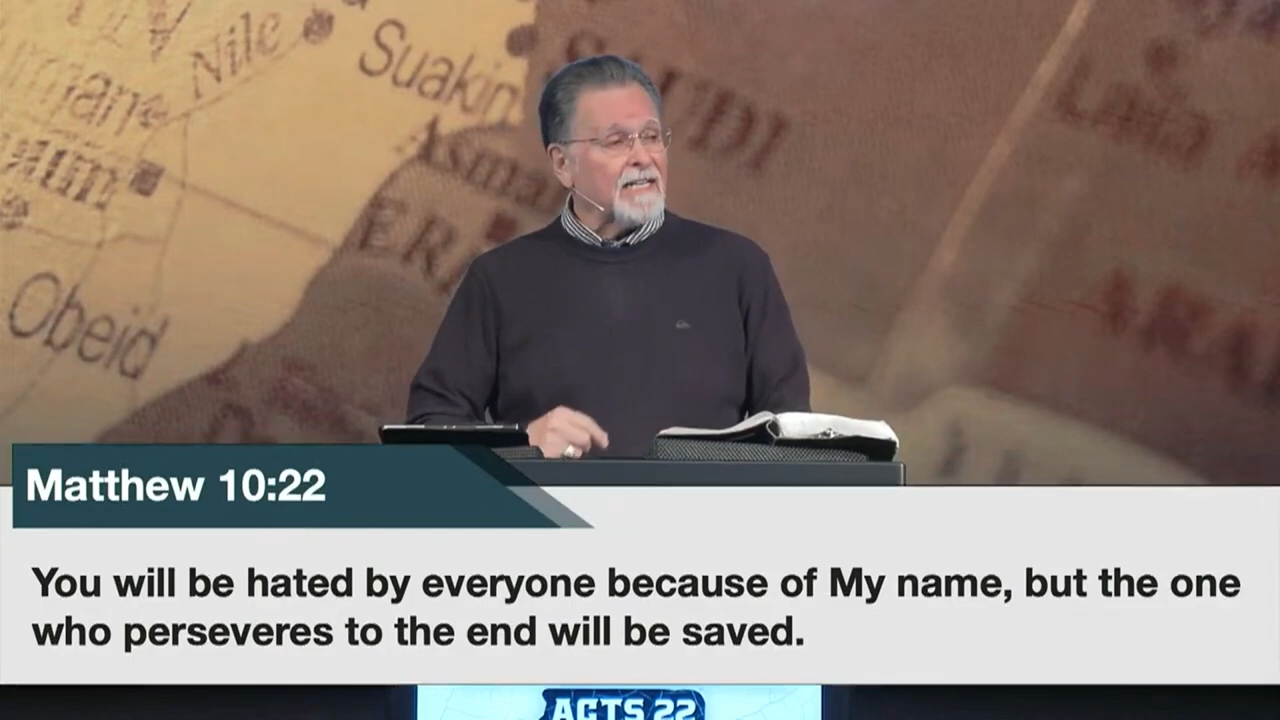 Nile
Suakin
Obeid
Matthew 10:22
You will be hated by everyone because of My name, but the one
who perseveres to the end will be saved.
ACTS 22